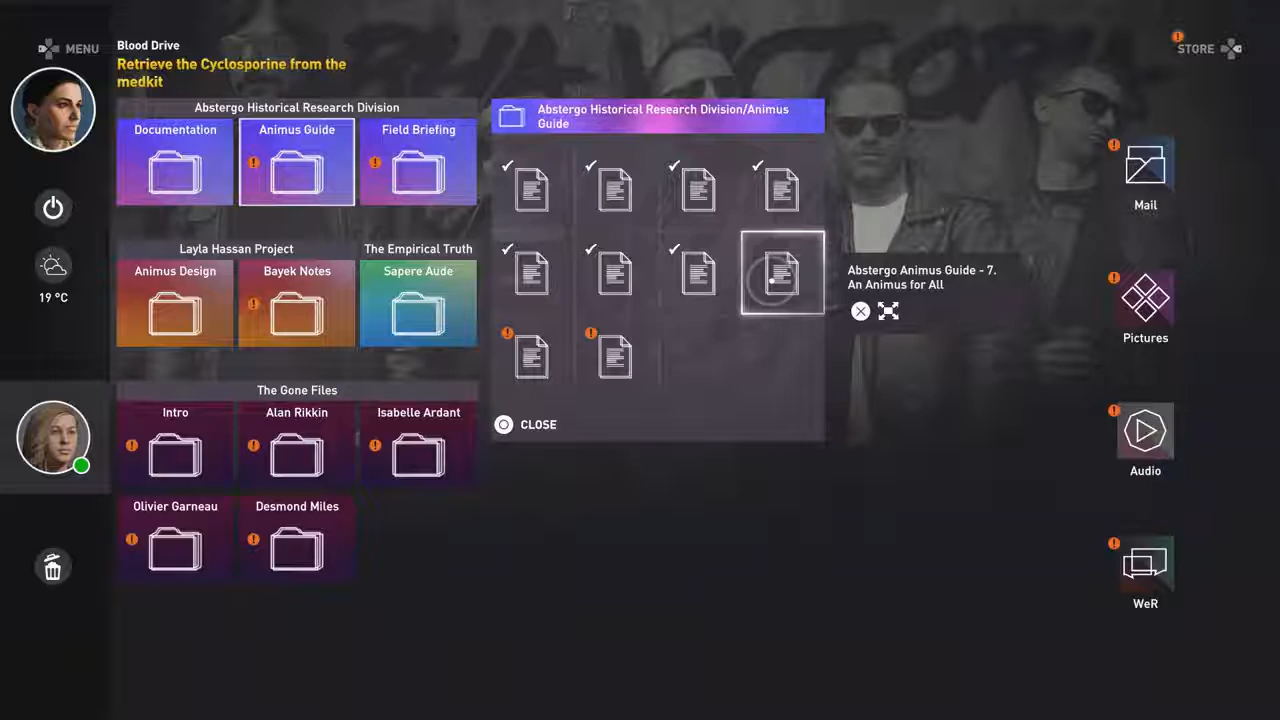 MENU
Blood Drive
Retrieve the Cyclosporine from the
medkit
STORE
Abstergo Historical Research Division
Documentation
Animus Guide
Field Briefing
Abstergo Historical Research Division/Animus
Guide
Layla Hassan Project
The Empirical Truth
Animus Design
Bayek Notes
Sapere Aude
Abstergo Animus Guide - 7.
An Animus for All
19 °C
The Gone Files
Intro
Alan Rikkin
Isabelle Ardant
CLOSE
Olivier Garneau
Desmond Miles
Mail
Pictures
Audio
WeR